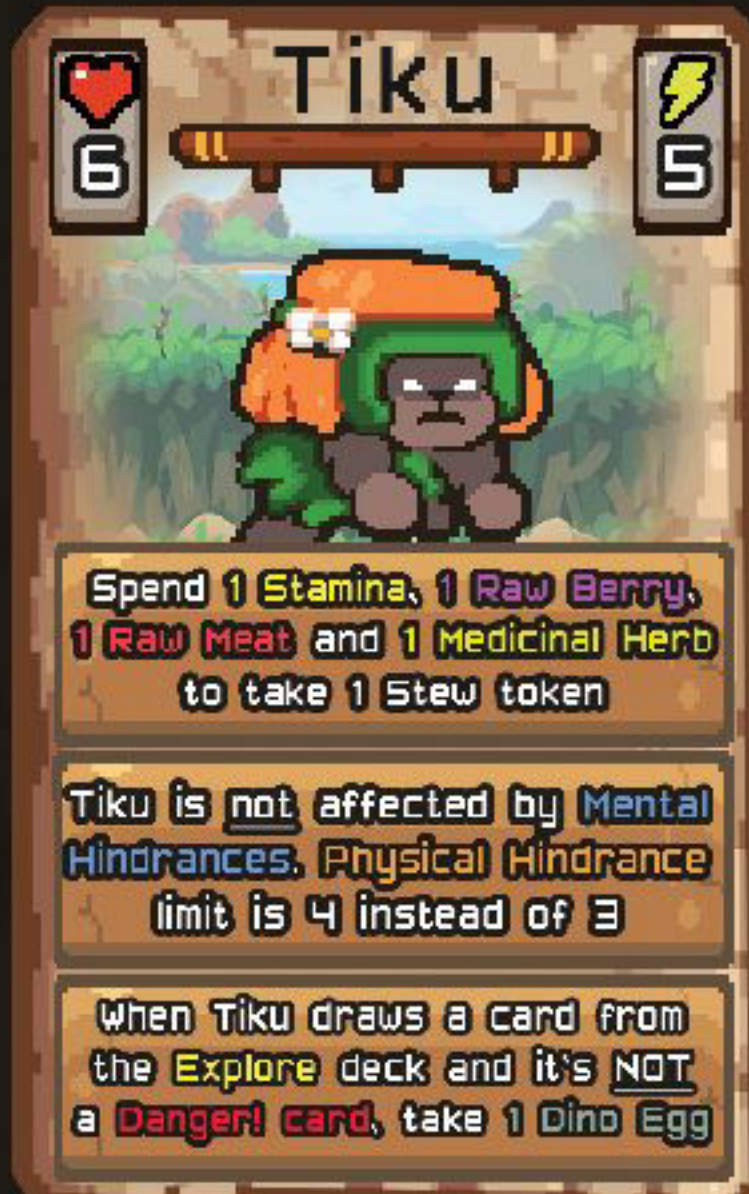 Tiku
6
5
Spend 1 Stamina, 1 Raw Berry,
1 Raw Meat and 1 Medicinal Herb
to take 1 Stew token
Tiku is not affected by Mental
Hindrances. Physical Hindrance
limit is 4 instead of 3
When Tiku draws a card from
the Explore deck and it's NOT
a Danger! card, take 1 Dino Egg